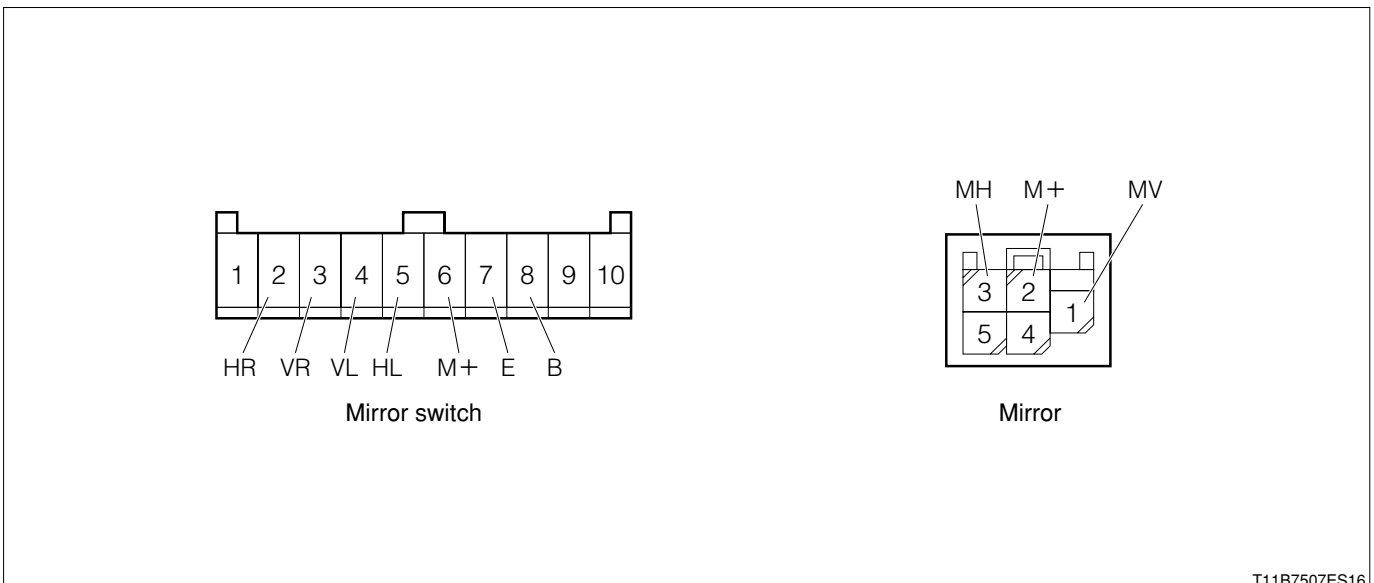 MH M+ MV
1 2 3 4 5 6 7 8 9 10
3 2
1
5 4
HR VR VL HL M+ E B
Mirror switch
Mirror
T11B7507ES16